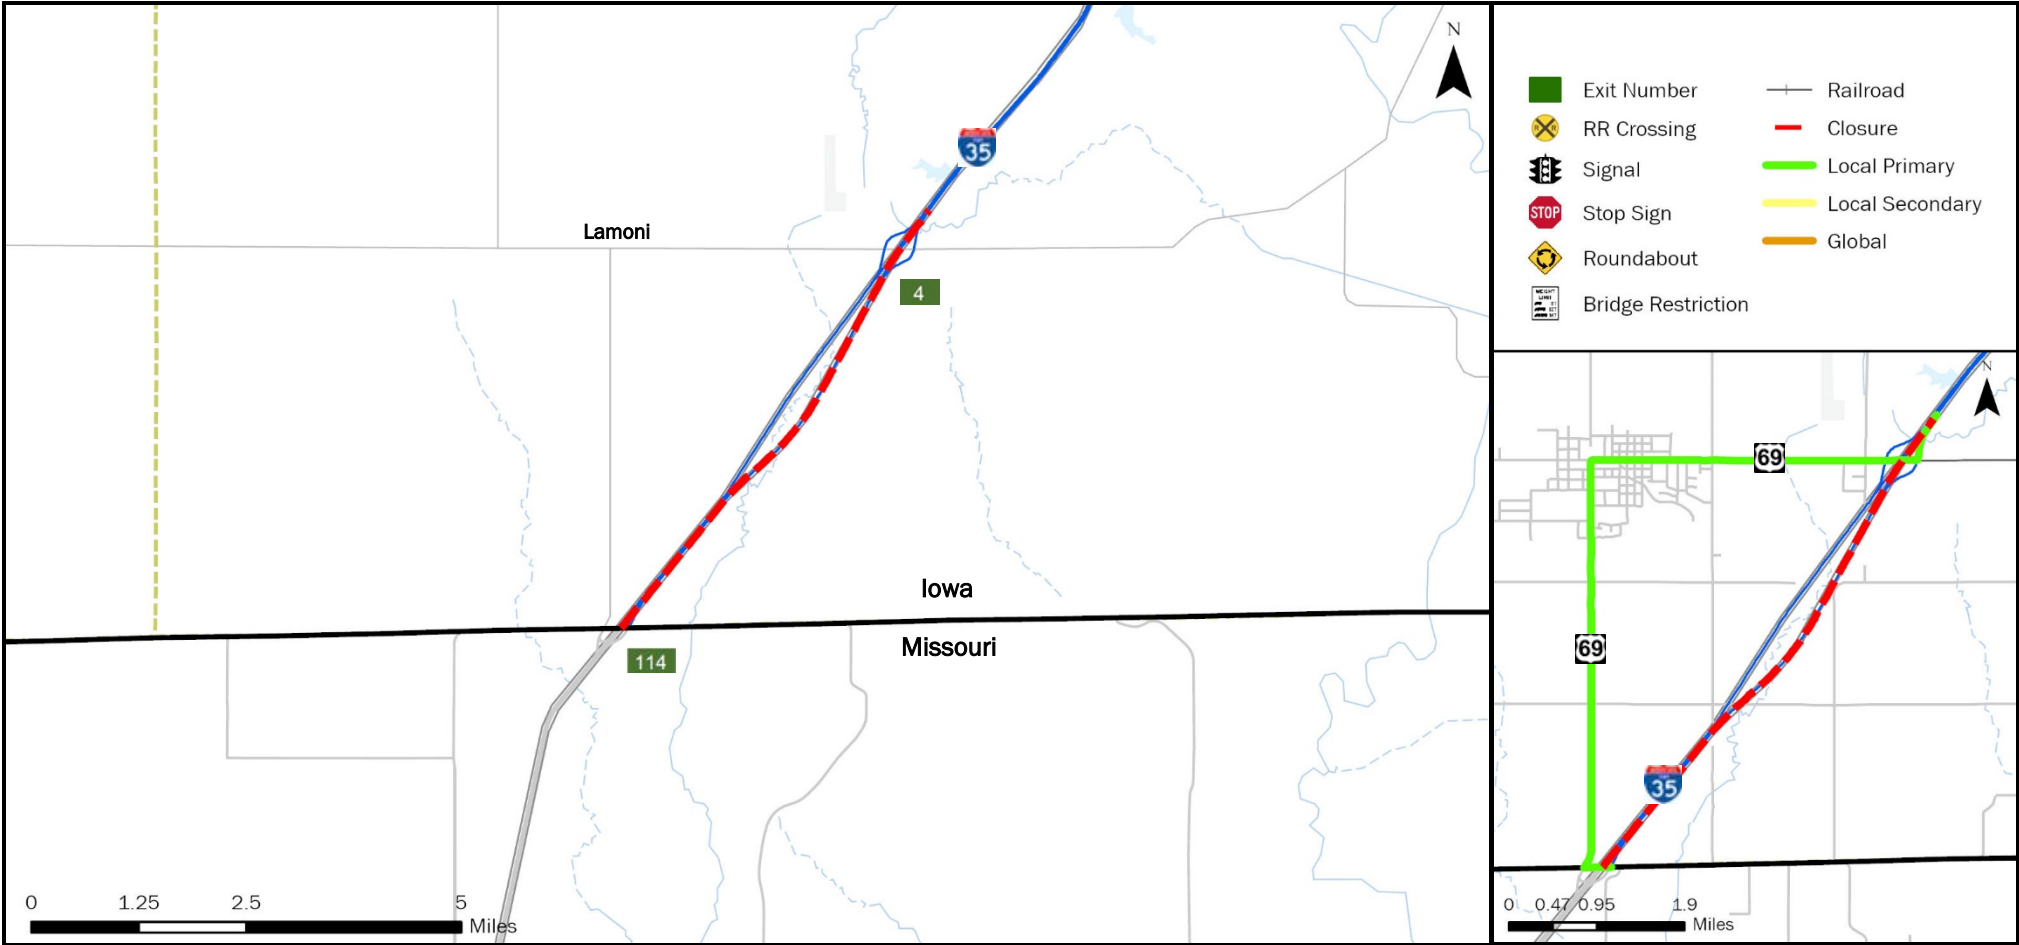 N
35
Lamoni
4
Iowa
Missouri
114
0 1.25 2.5 5
Miles
Exit Number
RR Crossing
Signal
STOP Stop Sign
Roundabout
WEIGHT
LIMIT
Bridge Restriction
Railroad
Closure
Local Primary
Local Secondary
Global
N
69
69
35
0 0.47 0.95 1.9
Miles